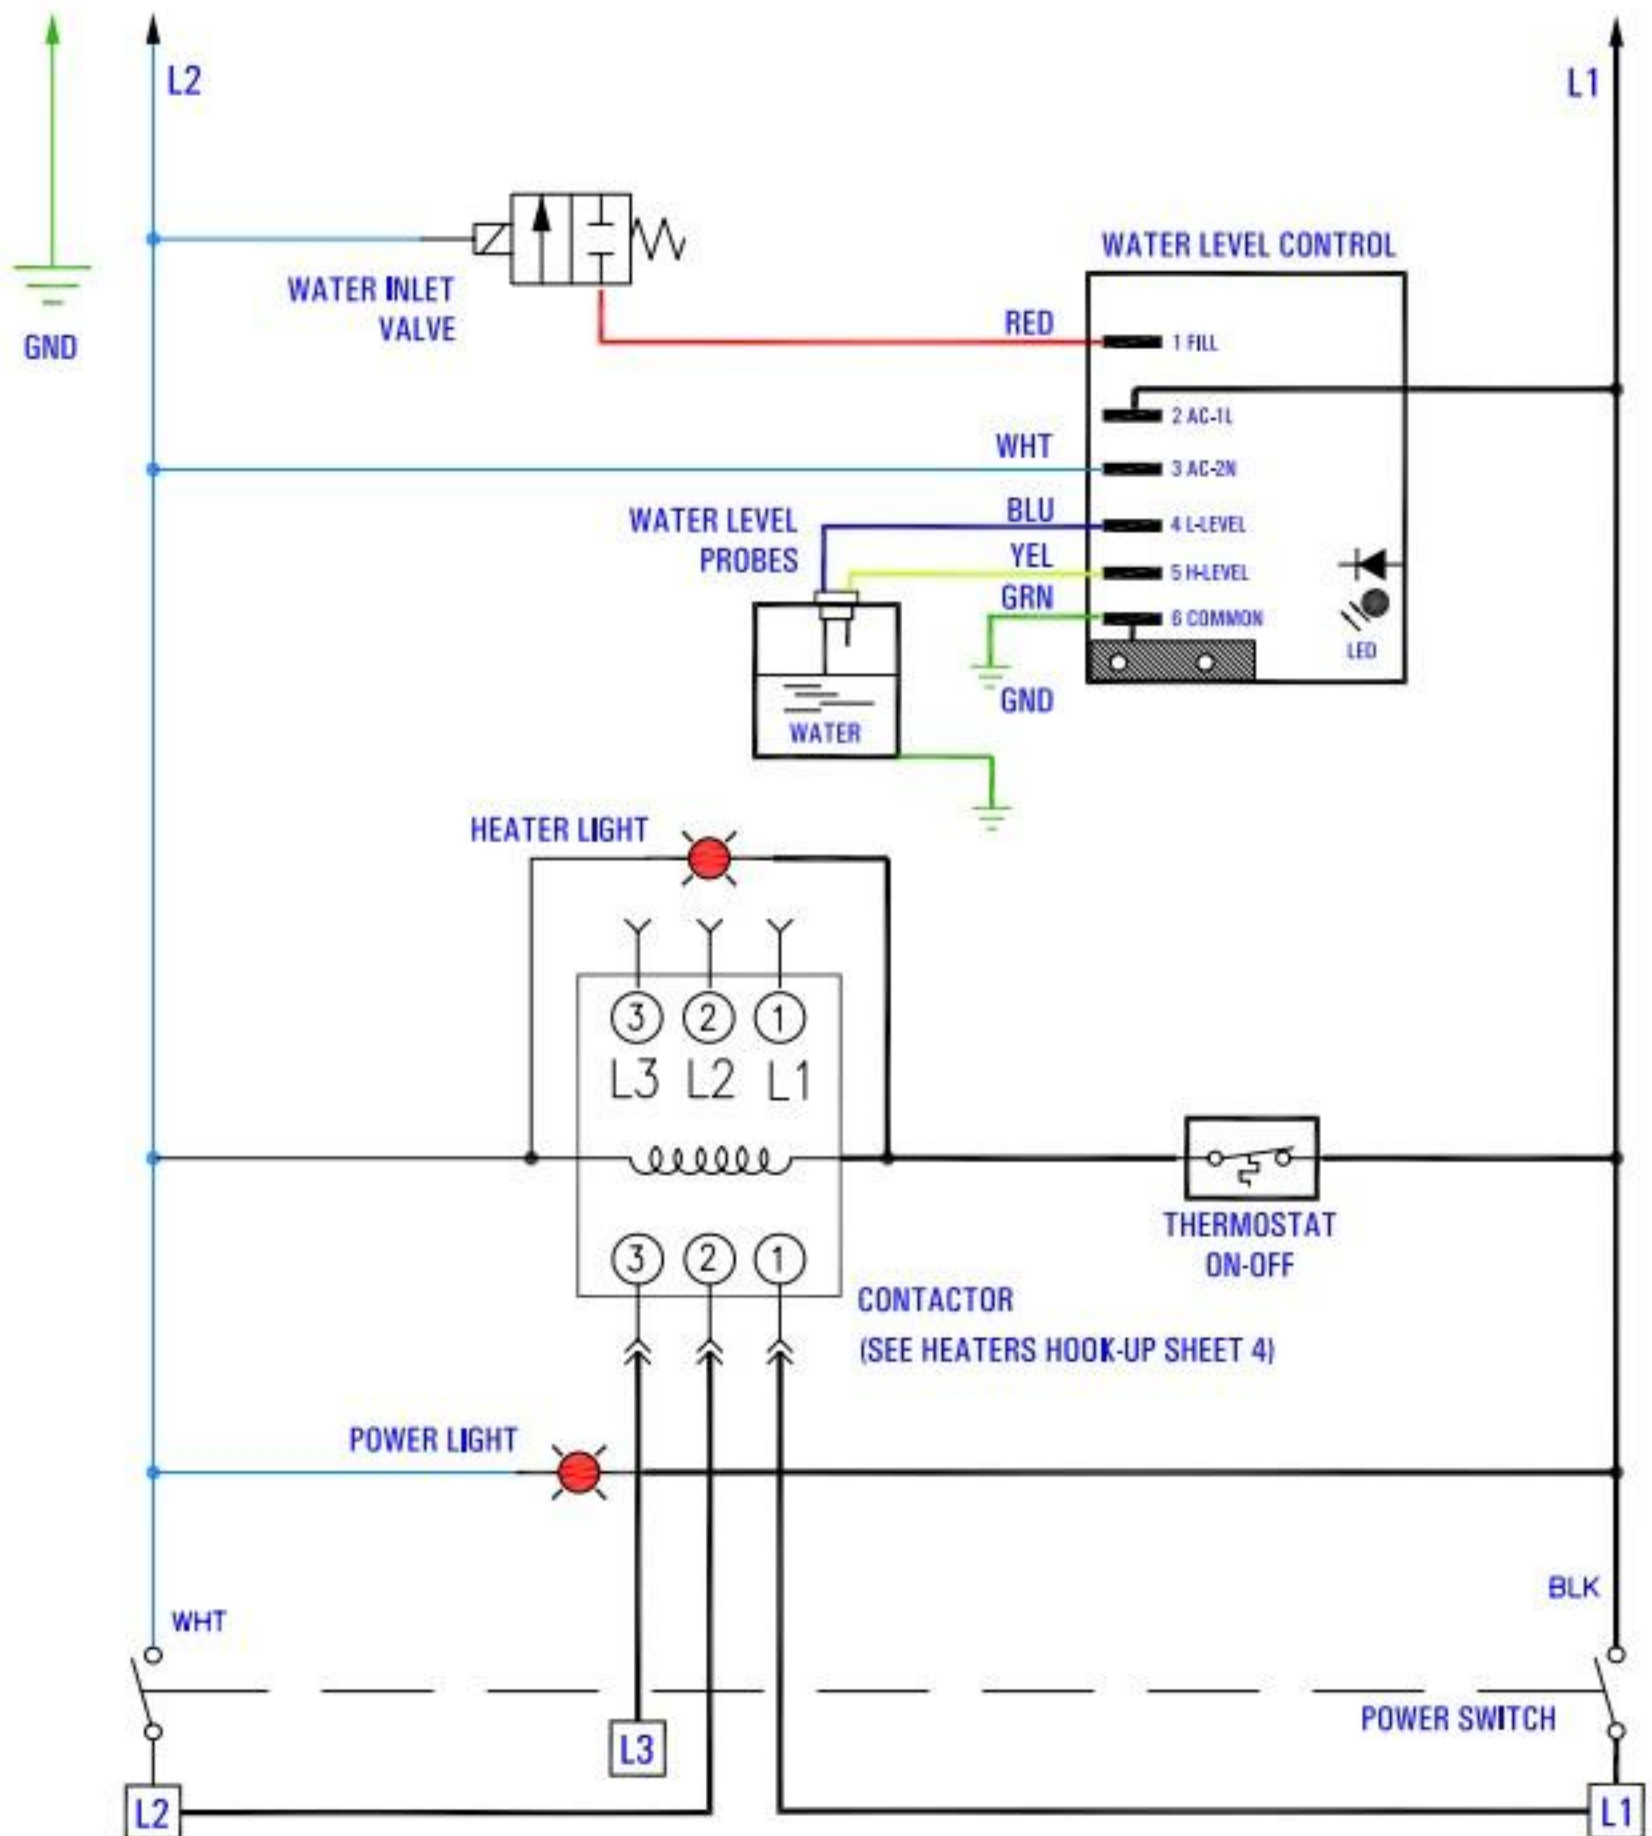 L2
L1
WATER INLET
VALVE
GND
WATER LEVEL CONTROL
RED
1 FILL
2 AC-1L
WHT
3 AC-2N
WATER LEVEL
PROBES
BLU
4 L-LEVEL
YEL
5 H-LEVEL
GRN
6 COMMON
LED
GND
WATER
HEATER LIGHT
3 2 1
L3 L2 L1
THERMOSTAT
ON-OFF
3 2 1
CONTACTOR
(SEE HEATERS HOOK-UP SHEET 4)
POWER LIGHT
WHT
BLK
POWER SWITCH
L3
L2
L1